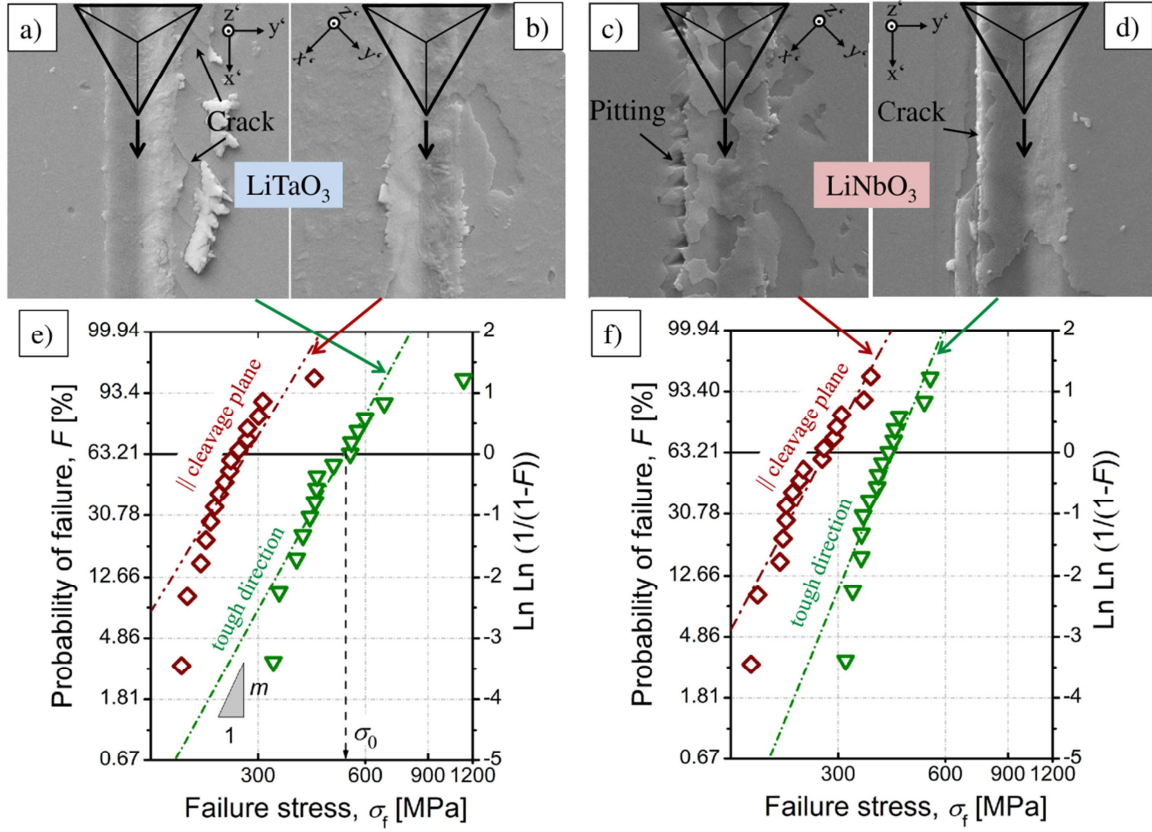 a)
z‘
y‘
x‘
Crack
b)
z‘
x‘
y‘
LiTaO3
c)
z‘
x‘
y‘
Pitting
d)
y‘
x‘
Crack
LiNbO3
e)
Probability of failure, F [%]
99.94
93.4
63.21
30.78
12.66
4.86
1.81
0.67
// cleavage plane
tough direction
m
1
σ0
2
1
0
-1
-2
-3
-4
-5
Ln Ln (1/(1-F))
300
600
900
1200
Failure stress, σf [MPa]
f)
Probability of failure, F [%]
99.94
93.40
63.21
30.78
12.66
4.86
1.81
0.67
// cleavage plane
tough direction
2
1
0
-1
-2
-3
-4
-5
Ln Ln (1/(1-F))
300
600
900
1200
Failure stress, σf [MPa]